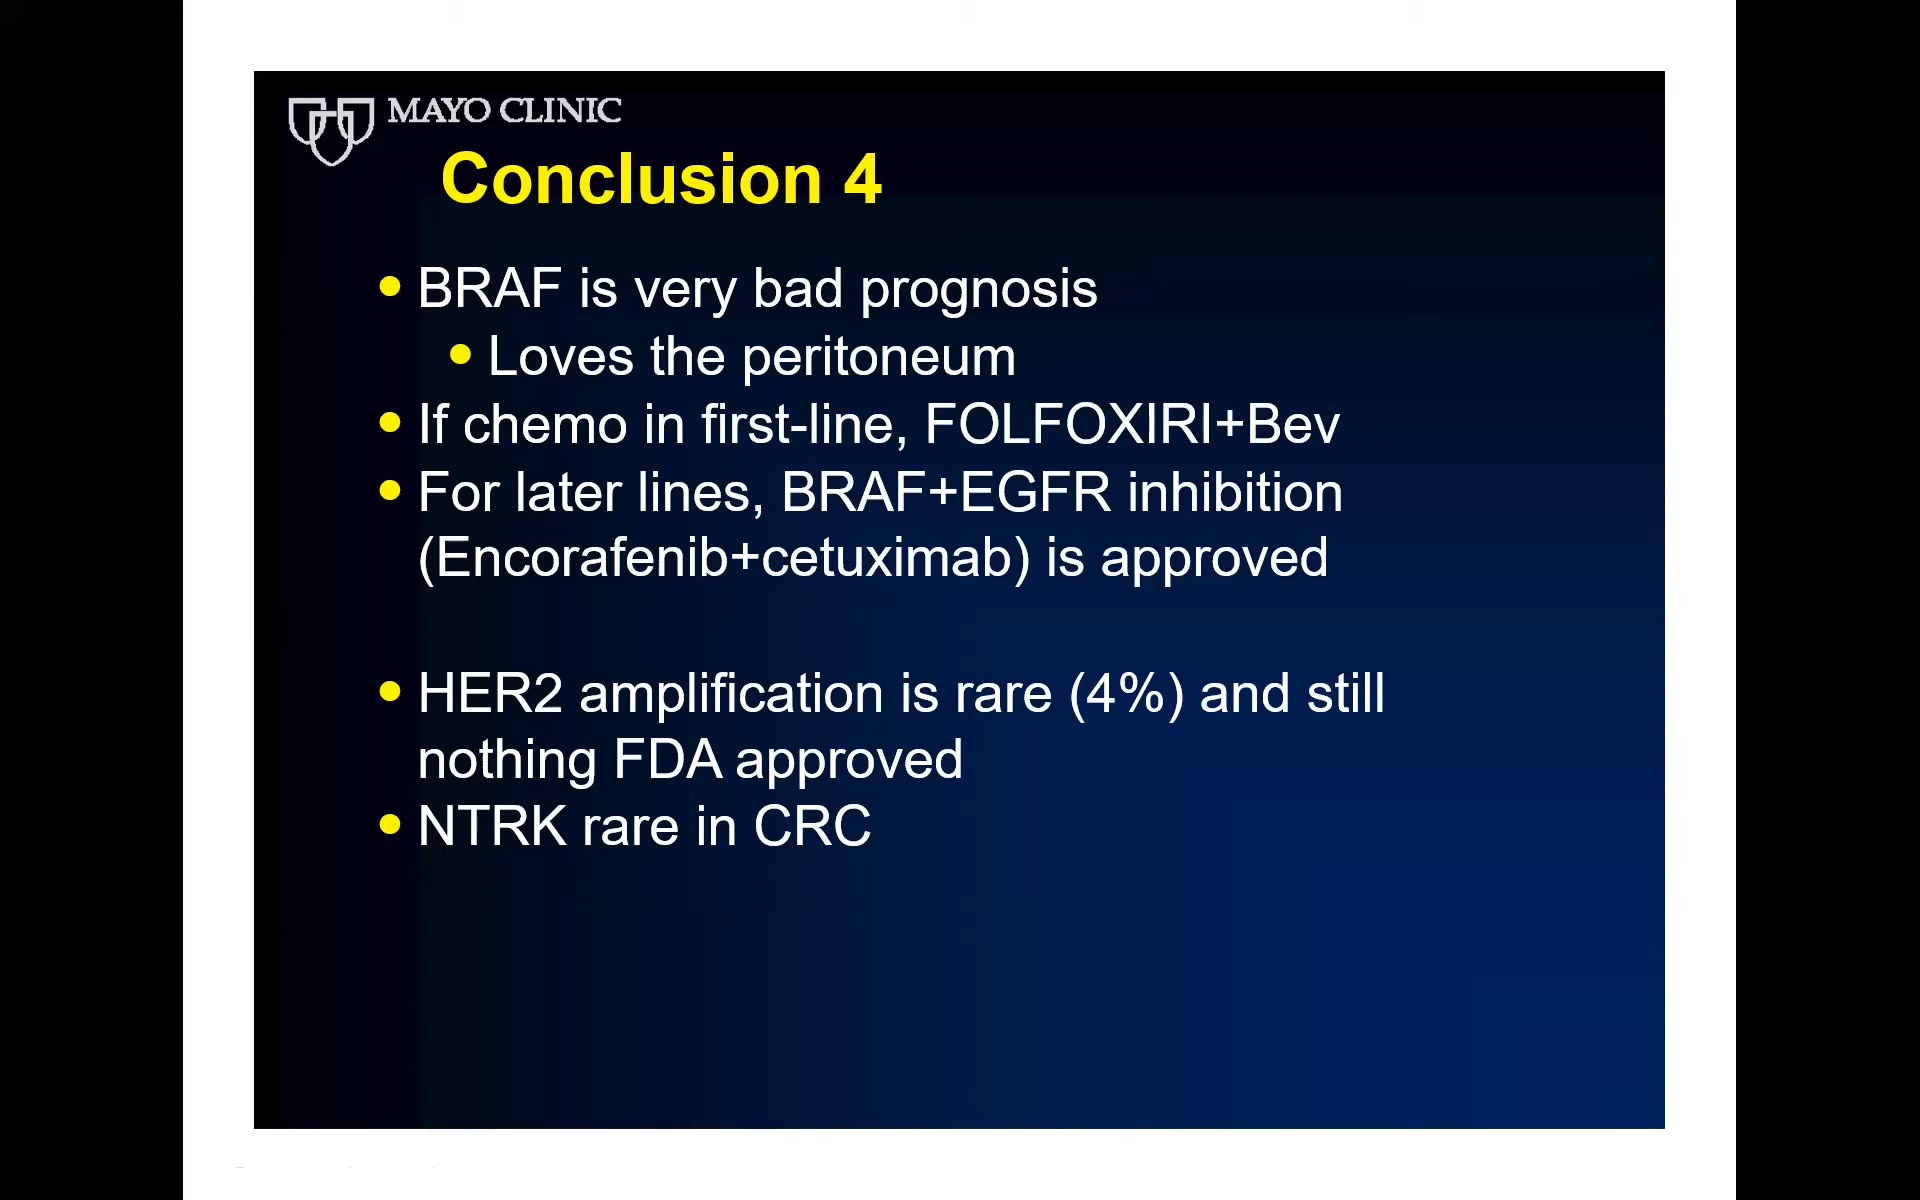 MAYO CLINIC
Conclusion 4
• BRAF is very bad prognosis
• Loves the peritoneum
• If chemo in first-line, FOLFOXIRI+Bev
• For later lines, BRAF+EGFR inhibition
(Encorafenib+cetuximab) is approved
• HER2 amplification is rare (4%) and still
nothing FDA approved
• NTRK rare in CRC